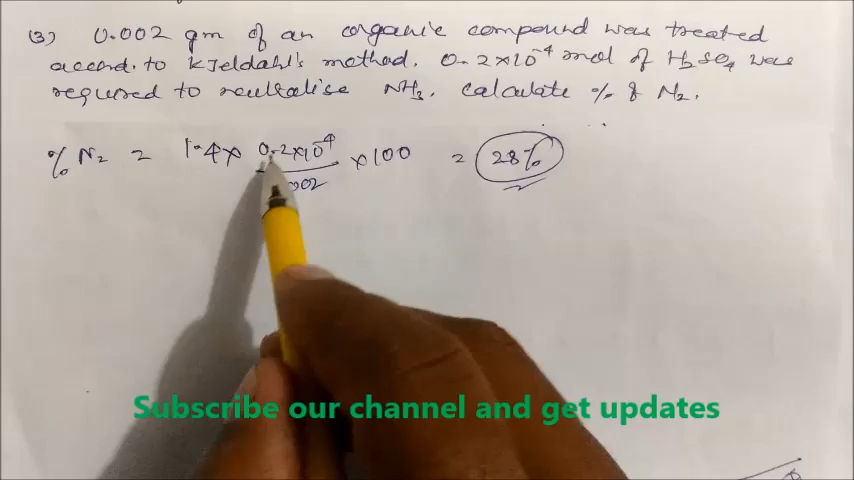 (3) 0.002 gm of an organic compound was treated
accord. to kjeldahl's method. 0.2×10⁻⁴ mol of H₂SO₄ was
required to neutralise NH₃. calculate % of N₂.
% N₂ = 1.4× 0.2×10⁻⁴ ×100 = 28%
002
Subscribe our channel and get updates